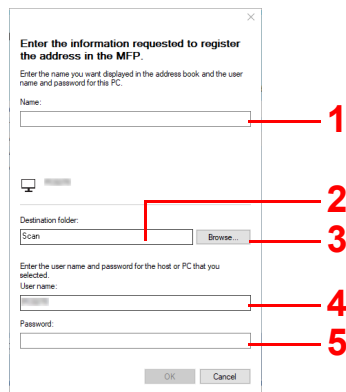 Enter the information requested to register
the address in the MFP.
Enter the name you want displayed in the address book and the user
name and password for this PC.
Name:
1
2
Destination folder:
Scan
Browse...
3
Enter the user name and password for the host or PC that you
selected.
User name:
4
Password:
5
OK
Cancel